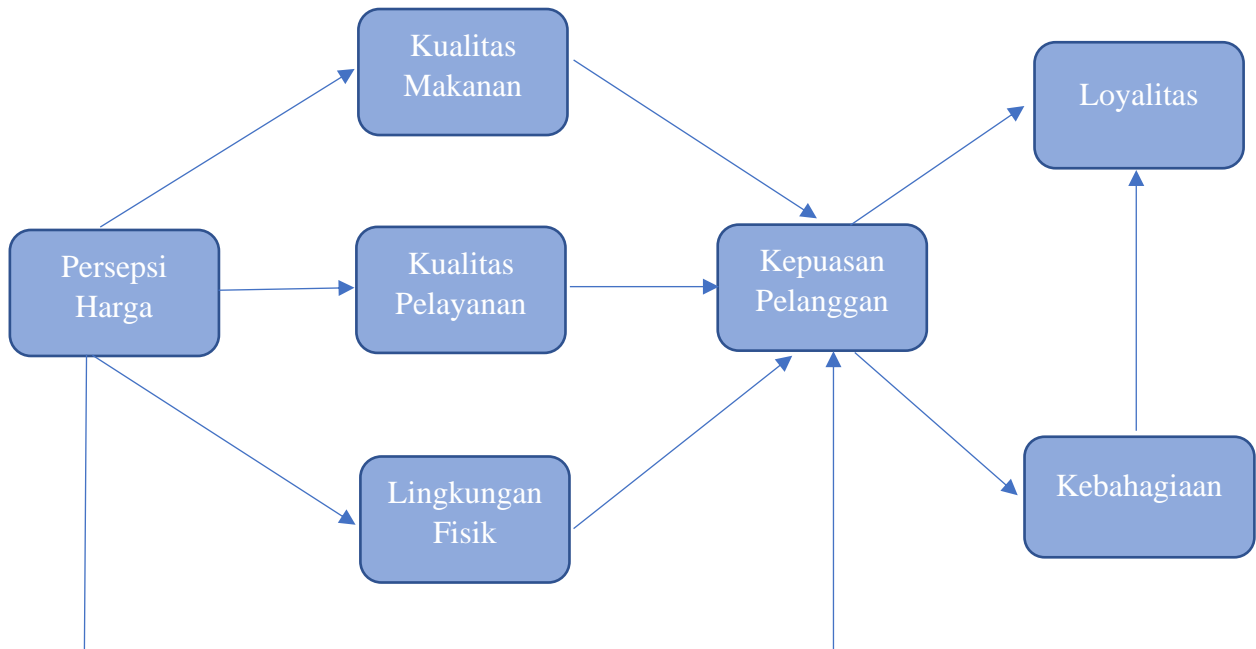 Kualitas
Makanan
Loyalitas
Persepsi
Harga
Kualitas
Pelayanan
Kepuasan
Pelanggan
Lingkungan
Fisik
Kebahagiaan